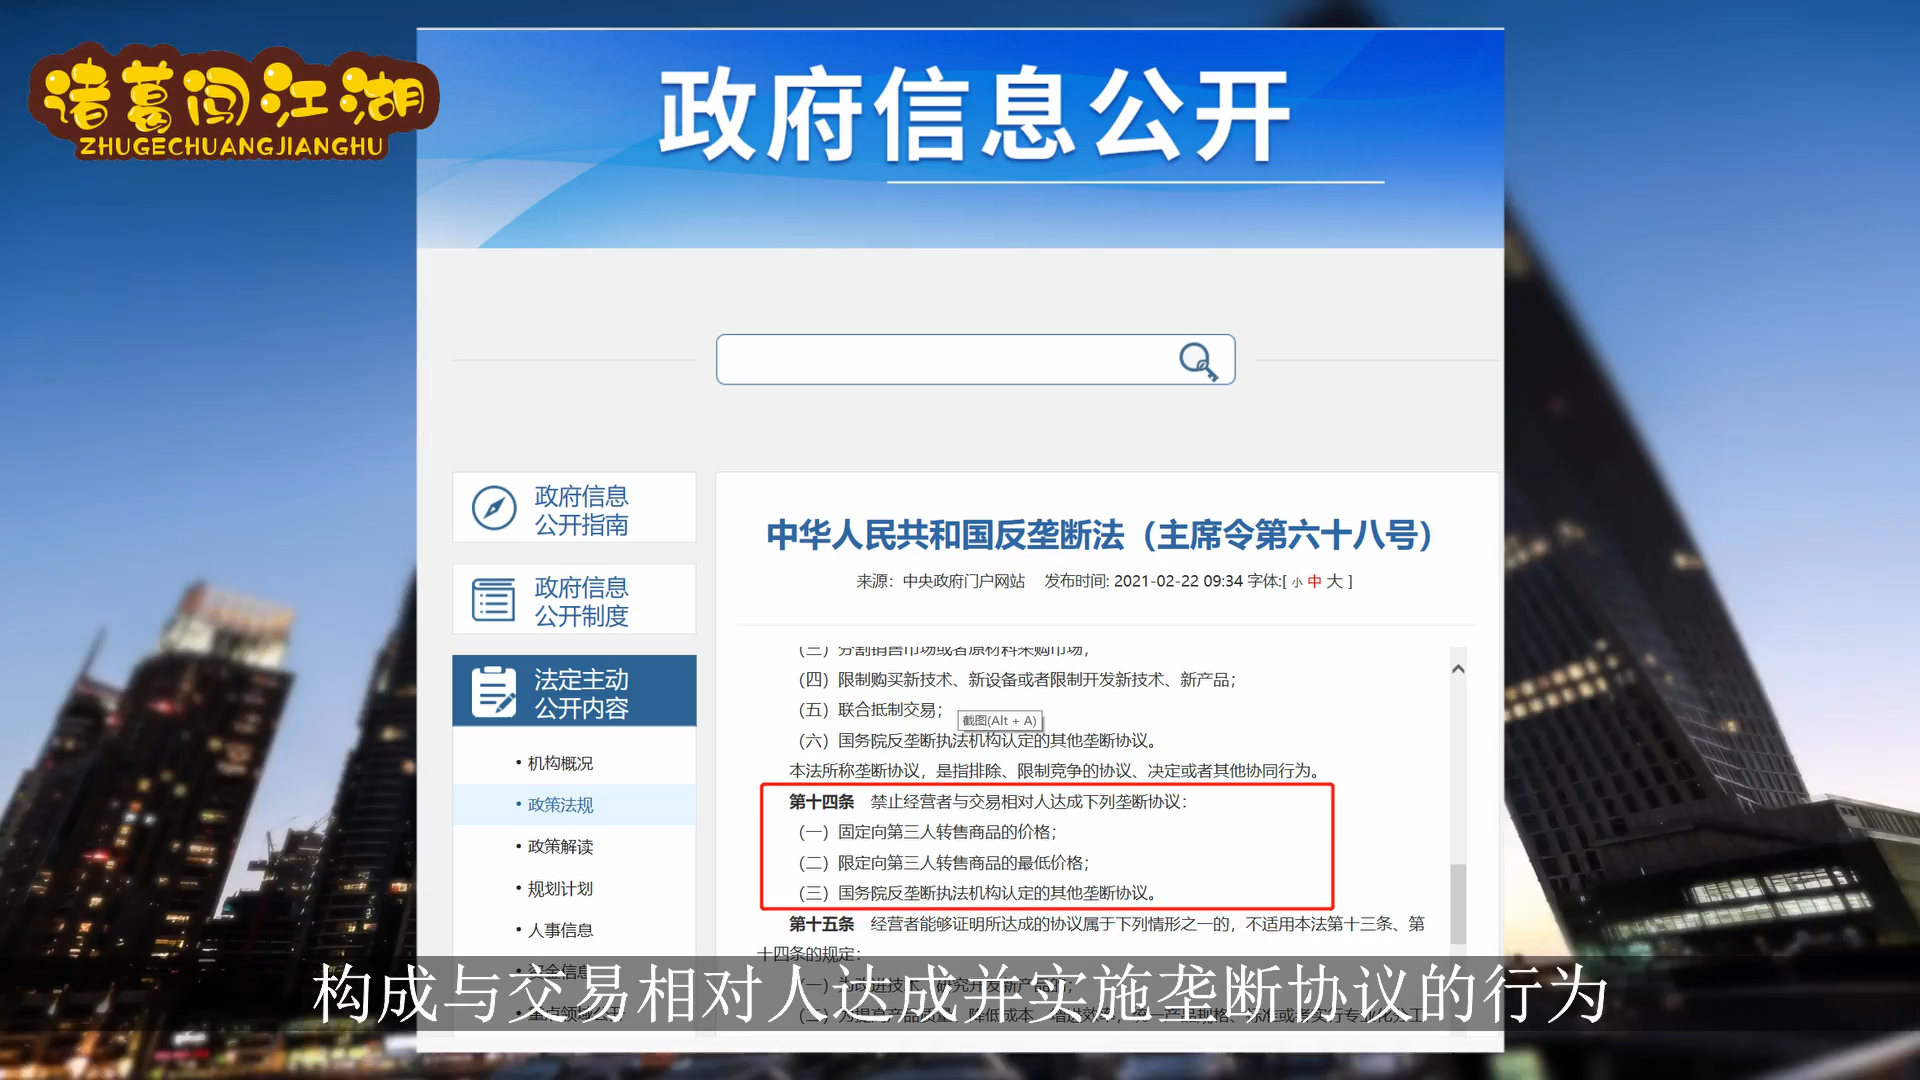 诸葛闯江湖
ZHUGECHUANGJIANGHU
政府信息公开
政府信息
公开指南
政府信息
公开制度
法定主动
公开内容
• 机构概况
• 政策法规
• 政策解读
• 规划计划
• 人事信息
中华人民共和国反垄断法（主席令第六十八号）
来源：中央政府门户网站 发布时间: 2021-02-22 09:34 字体:[ 小 中 大 ]
（三）分割销售市场或者原材料采购市场；
（四）限制购买新技术、新设备或者限制开发新技术、新产品；
（五）联合抵制交易；
截图(Alt + A)
（六）国务院反垄断执法机构认定的其他垄断协议。
本法所称垄断协议，是指排除、限制竞争的协议、决定或者其他协同行为。
第十四条 禁止经营者与交易相对人达成下列垄断协议：
（一）固定向第三人转售商品的价格；
（二）限定向第三人转售商品的最低价格；
（三）国务院反垄断执法机构认定的其他垄断协议。
第十五条 经营者能够证明所达成的协议属于下列情形之一的，不适用本法第十三条、第
十四条的规定：
构成与交易相对人达成并实施垄断协议的行为